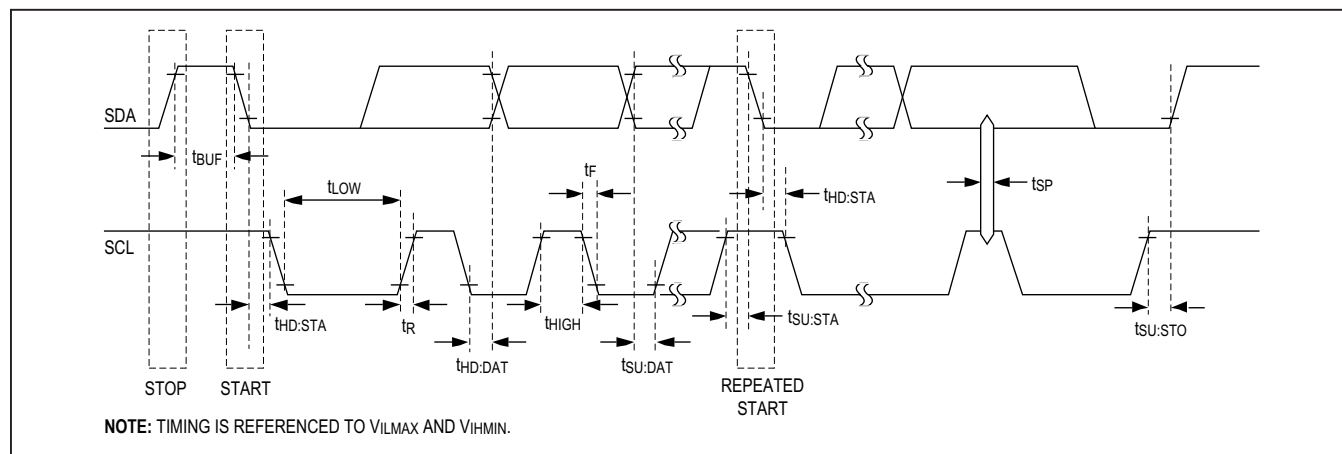 SDA
tBUF
tLOW
tF
tHD:STA
tSP
SCL
tHD:STA
tR
tHIGH
tSU:STA
tSU:STO
tHD:DAT
tSU:DAT
STOP
START
REPEATED
START
NOTE: TIMING IS REFERENCED TO VILMAX AND VIHMIN.